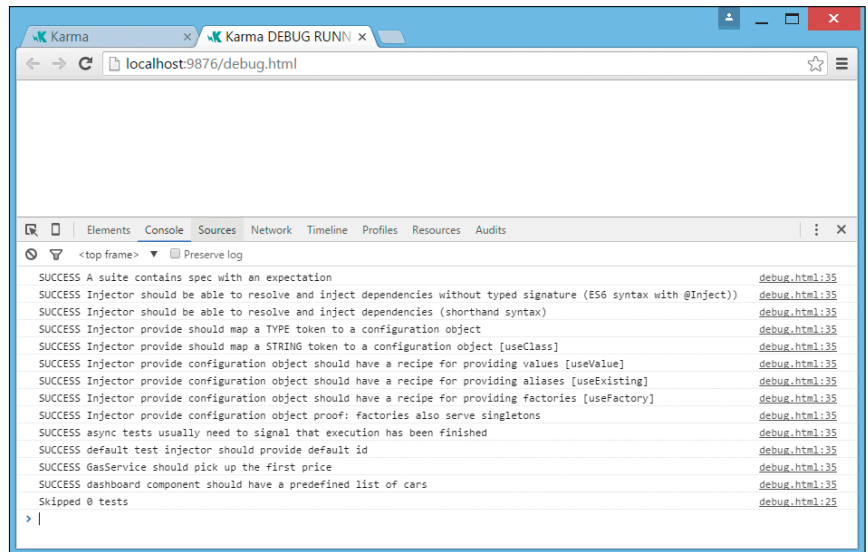 Karma
Karma DEBUG RUNN
localhost:9876/debug.html
Elements Console Sources Network Timeline Profiles Resources Audits
<top frame> ▼ Preserve log
SUCCESS A suite contains spec with an expectation debug.html:35
SUCCESS Injector should be able to resolve and inject dependencies without typed signature (ES6 syntax with @Inject)) debug.html:35
SUCCESS Injector should be able to resolve and inject dependencies (shorthand syntax) debug.html:35
SUCCESS Injector provide should map a TYPE token to a configuration object debug.html:35
SUCCESS Injector provide should map a STRING token to a configuration object [useClass] debug.html:35
SUCCESS Injector provide configuration object should have a recipe for providing values [useValue] debug.html:35
SUCCESS Injector provide configuration object should have a recipe for providing aliases [useExisting] debug.html:35
SUCCESS Injector provide configuration object should have a recipe for providing factories [useFactory] debug.html:35
SUCCESS Injector provide configuration object proof: factories also serve singletons debug.html:35
SUCCESS async tests usually need to signal that execution has been finished debug.html:35
SUCCESS default test injector should provide default id debug.html:35
SUCCESS GasService should pick up the first price debug.html:35
SUCCESS dashboard component should have a predefined list of cars debug.html:35
Skipped 0 tests debug.html:25
>